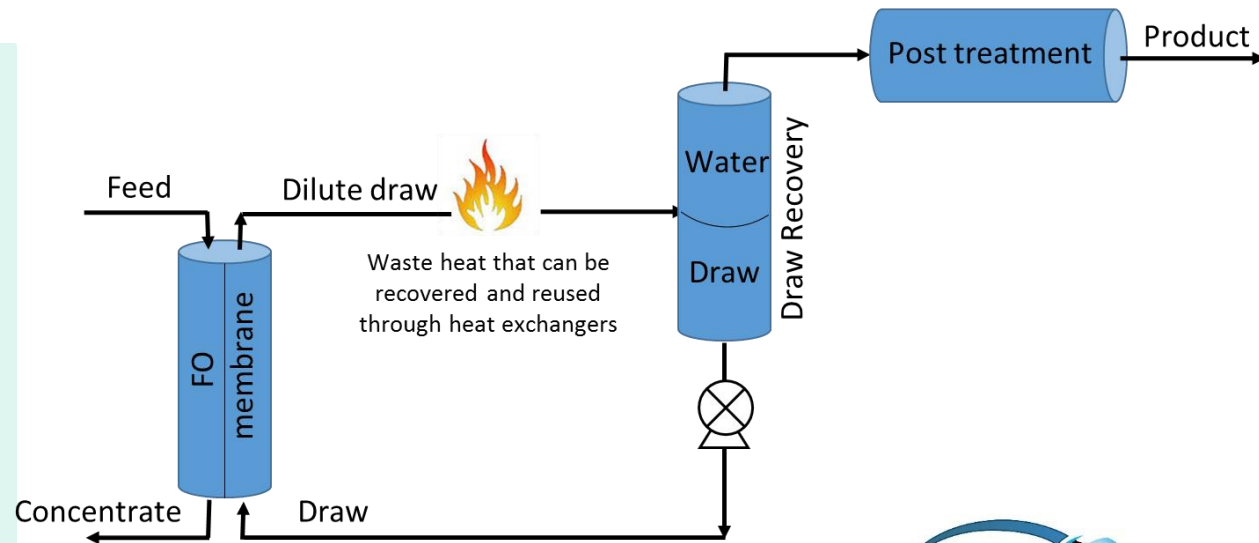 Post treatment
Product
Water
Draw
Draw Recovery
Feed
Dilute draw
Waste heat that can be
recovered and reused
through heat exchangers
FO
membrane
Concentrate
Draw